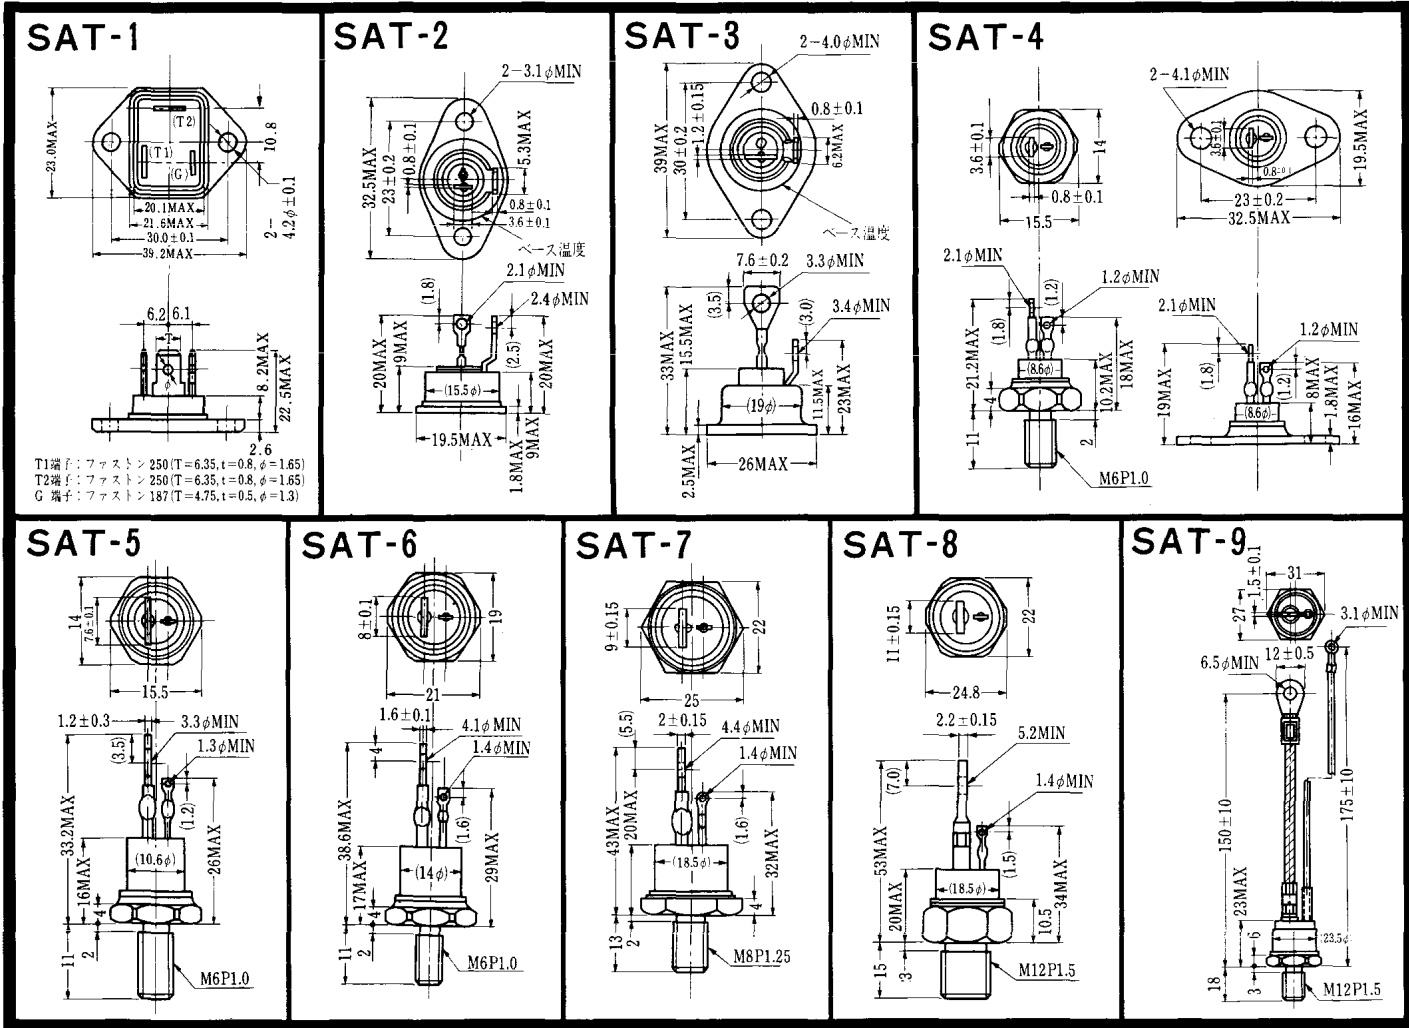 SAT-1
(T2)
(T1)
(G)
23.0MAX
10.8
20.1MAX
21.6MAX
30.0±0.1
39.2MAX
2-
4.2φ±0.1
6.2
6.1
T
φ
8.2MAX
22.5MAX
2.6
T1端子:ファストン250(T=6.35,t=0.8,φ=1.65)
T2端子:ファストン250(T=6.35,t=0.8,φ=1.65)
G 端子:ファストン187(T=4.75,t=0.5,φ=1.3)
SAT-2
2-3.1φMIN
32.5MAX
23±0.2
0.8±0.1
5.3MAX
0.8±0.1
3.6±0.1
ベース温度
2.1φMIN
(1.8)
2.4φMIN
20MAX
9MAX
(2.5)
20MAX
(15.5φ)
19.5MAX
1.8MAX
9MAX
SAT-3
2-4.0φMIN
39MAX
30±0.2
1.2±0.15
0.8±0.1
6.2MAX
ベース温度
7.6±0.2
3.3φMIN
(3.5)
3.4φMIN
(3.0)
33MAX
15.5MAX
(19φ)
11.5MAX
23MAX
26MAX
2.5MAX
SAT-4
3.6±0.1
14
0.8±0.1
15.5
2-4.1φMIN
3.6±0.1
19.5MAX
0.8±0.1
23±0.2
32.5MAX
2.1φMIN
(1.2)
1.2φMIN
(1.8)
21.2MAX
(8.6φ)
10.2MAX
18MAX
4
11
2
M6P1.0
2.1φMIN
1.2φMIN
19MAX
(1.8)
(1.2)
(8.6φ)
8MAX
1.8MAX
16MAX
SAT-5
14
7.6±0.1
15.5
1.2±0.3
3.3φMIN
(3.5)
1.3φMIN
(1.2)
33.2MAX
16MAX
(10.6φ)
26MAX
4
11
2
M6P1.0
SAT-6
8±0.1
19
21
1.6±0.1
4.1φMIN
4
1.4φMIN
(1.6)
38.6MAX
17MAX
(14φ)
29MAX
4
11
2
M6P1.0
SAT-7
9±0.15
22
25
(5.5)
2±0.15
4.4φMIN
1.4φMIN
43MAX
20MAX
(1.6)
(18.5φ)
32MAX
4
13
2
M8P1.25
SAT-8
11±0.15
22
24.8
2.2±0.15
5.2MIN
(7.0)
1.4φMIN
53MAX
(1.5)
20MAX
(18.5φ)
34MAX
10.5
15
3
M12P1.5
SAT-9
1.5±0.1
31
27
3.1φMIN
6.5φMIN
12±0.5
150±10
175±10
23MAX
6
23.5φ
18
3
M12P1.5